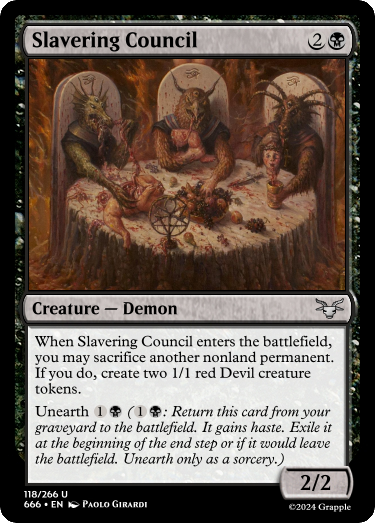 Slavering Council 2
Creature — Demon
When Slavering Council enters the battlefield,
you may sacrifice another nonland permanent.
If you do, create two 1/1 red Devil creature
tokens.
Unearth 1 (1 : Return this card from your
graveyard to the battlefield. It gains haste. Exile it
at the beginning of the end step or if it would leave
the battlefield. Unearth only as a sorcery.)
2/2
118/266 U
666 • EN Paolo Girardi
©2024 Grapple